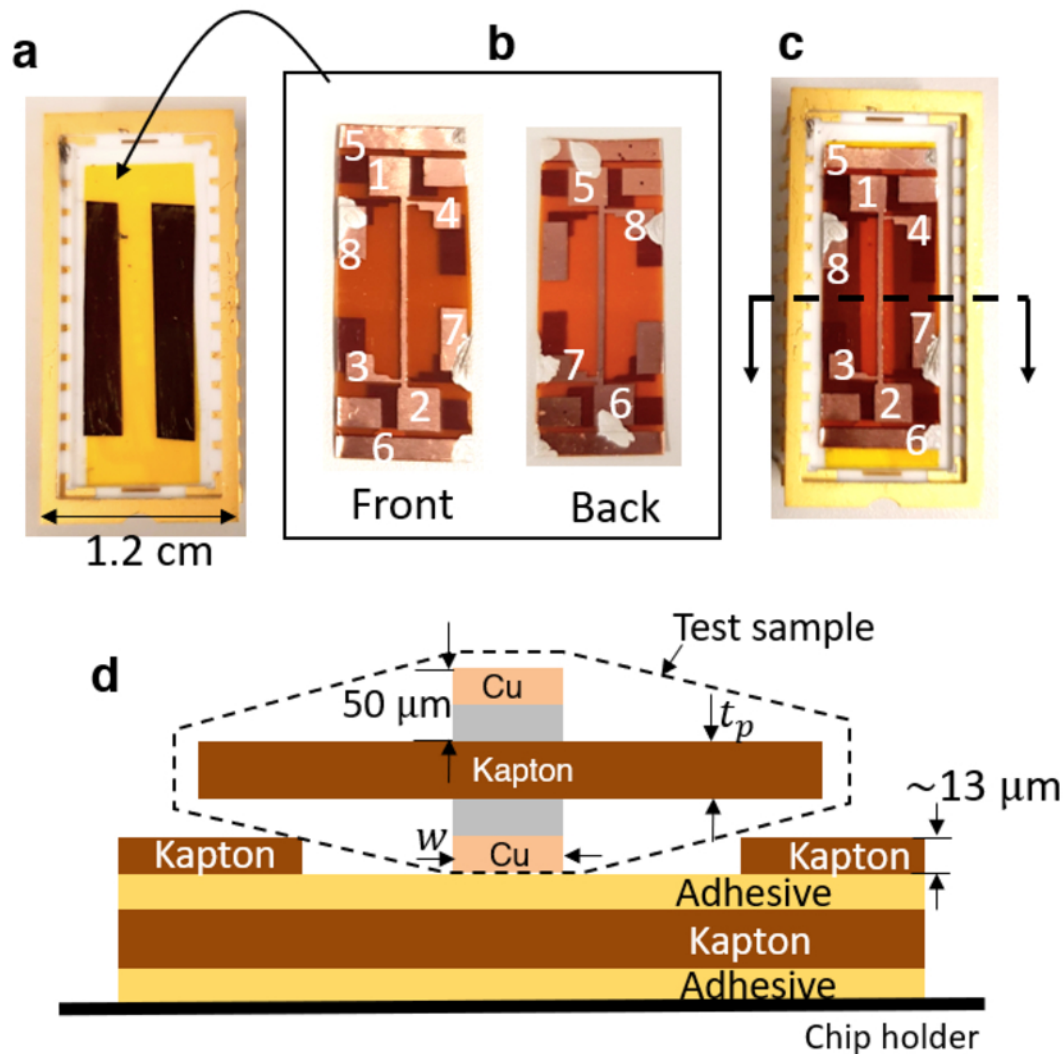 a
b
c
5
1
4
8
7
3
2
6
5
8
7
6
5
1
4
8
7
3
2
6
Front
Back
1.2 cm
d
Test sample
Cu
50 μm
t_p
Kapton
~13 μm
w
Cu
Kapton
Kapton
Adhesive
Kapton
Adhesive
Chip holder